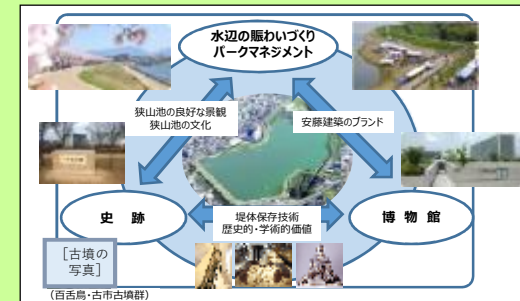 水辺の賑わいづくり
パークマネジメント
狭山池の良好な景観
狭山池の文化
安藤建築のブランド
史跡
堤体保存技術
歴史的・学術的価値
博物館
[古墳の
写真]
(百舌鳥・古市古墳群)